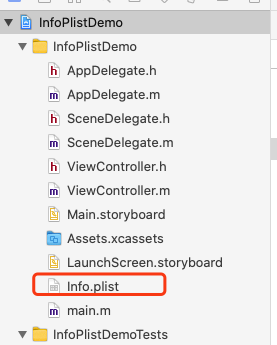 InfoPlistDemo
InfoPlistDemo
h AppDelegate.h
m AppDelegate.m
h SceneDelegate.h
m SceneDelegate.m
h ViewController.h
m ViewController.m
Main.storyboard
Assets.xcassets
LaunchScreen.storyboard
Info.plist
m main.m
InfoPlistDemoTests